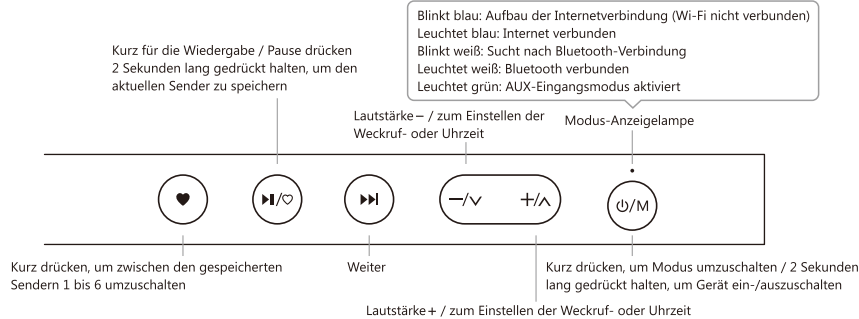 Blinkt blau: Aufbau der Internetverbindung (Wi-Fi nicht verbunden)
Leuchtet blau: Internet verbunden
Blinkt weiß: Sucht nach Bluetooth-Verbindung
Leuchtet weiß: Bluetooth verbunden
Leuchtet grün: AUX-Eingangsmodus aktiviert
Kurz für die Wiedergabe / Pause drücken
2 Sekunden lang gedrückt halten, um den
aktuellen Sender zu speichern
Lautstärke− / zum Einstellen der
Weckruf- oder Uhrzeit
Modus-Anzeigelampe
♥
⏯/♡
⏭
−/∨
+/∧
⏻/M
Kurz drücken, um zwischen den gespeicherten
Sendern 1 bis 6 umzuschalten
Weiter
Kurz drücken, um Modus umzuschalten / 2 Sekunden
lang gedrückt halten, um Gerät ein-/auszuschalten
Lautstärke+ / zum Einstellen der Weckruf- oder Uhrzeit